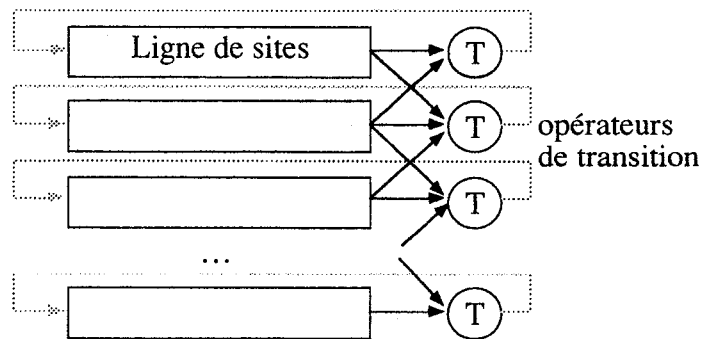 Ligne de sites
T
T
opérateurs
de transition
T
...
T